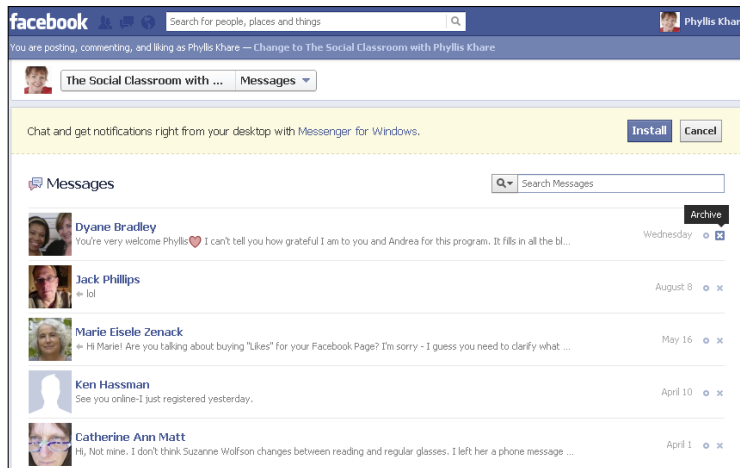 facebook Search for people, places and things Phyllis Khar
You are posting, commenting, and liking as Phyllis Khare — Change to The Social Classroom with Phyllis Khare
The Social Classroom with ... Messages
Chat and get notifications right from your desktop with Messenger for Windows. Install Cancel
Messages Search Messages
Archive
Dyane Bradley
You're very welcome Phyllis I can't tell you how grateful I am to you and Andrea for this program. It fills in all the bl... Wednesday
Jack Phillips
lol August 8
Marie Eisele Zenack
Hi Marie! Are you talking about buying "Likes" for your Facebook Page? I'm sorry - I guess you need to clarify what ... May 16
Ken Hassman
See you online-I just registered yesterday. April 10
Catherine Ann Matt
Hi, Not mine. I don't think Suzanne Wolfson changes between reading and regular glasses. I left her a phone message ... April 1